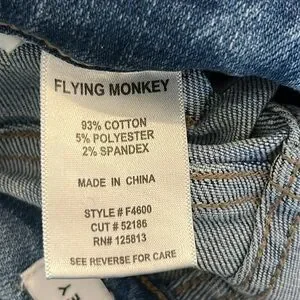 FLYING MONKEY
93% COTTON
5% POLYESTER
2% SPANDEX
MADE IN CHINA
STYLE # F4600
CUT # 52186
RN# 125813
SEE REVERSE FOR CARE